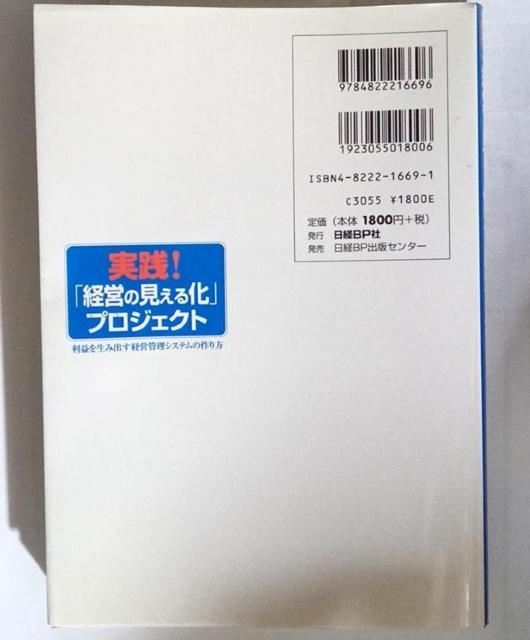 9784822216696
1923055018006
ISBN4-8222-1669-1
C3055 ¥1800E
定価（本体 1800円＋税）
発行 日経BP社
発売 日経BP出版センター
実践！
「経営の見える化」
プロジェクト
利益を生み出す経営管理システムの作り方